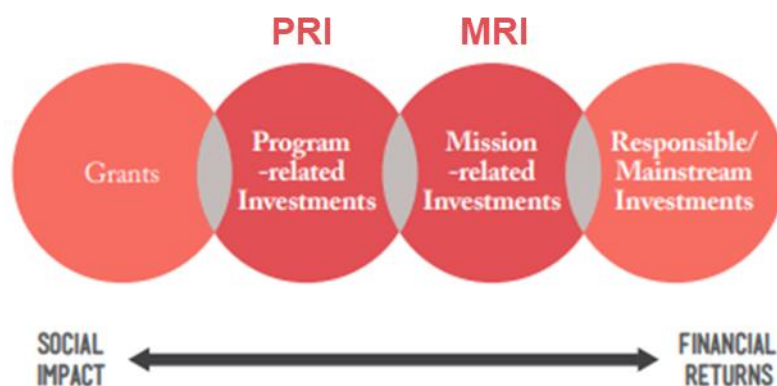 PRI
MRI
Grants
Program
-related
Investments
Mission
-related
Investments
Responsible/
Mainstream
Investments
SOCIAL
IMPACT
FINANCIAL
RETURNS